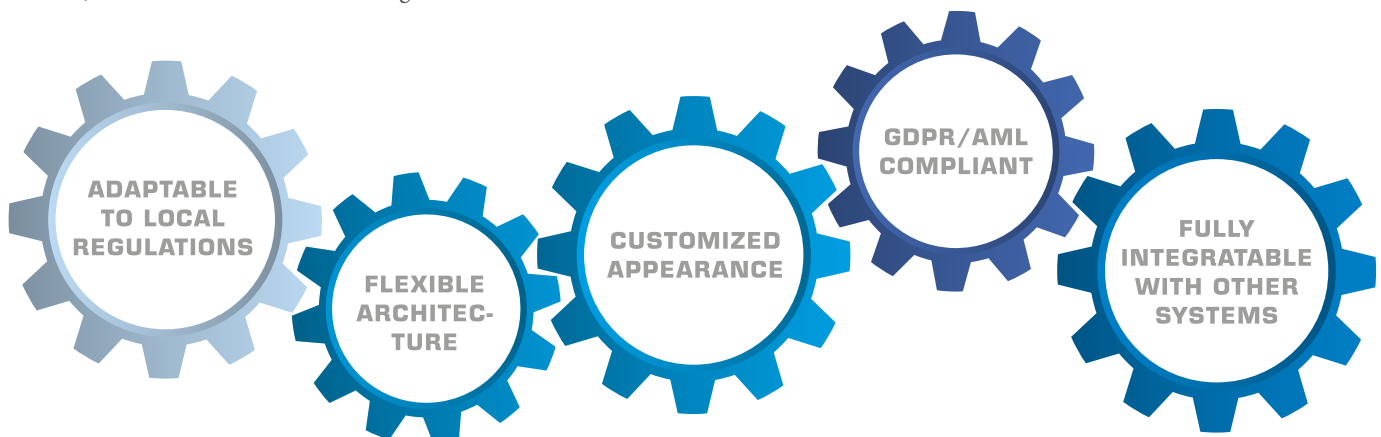 ADAPTABLE
TO LOCAL
REGULATIONS
FLEXIBLE
ARCHITEC-
TURE
CUSTOMIZED
APPEARANCE
GDPR/AML
COMPLIANT
FULLY
INTEGRATABLE
WITH OTHER
SYSTEMS